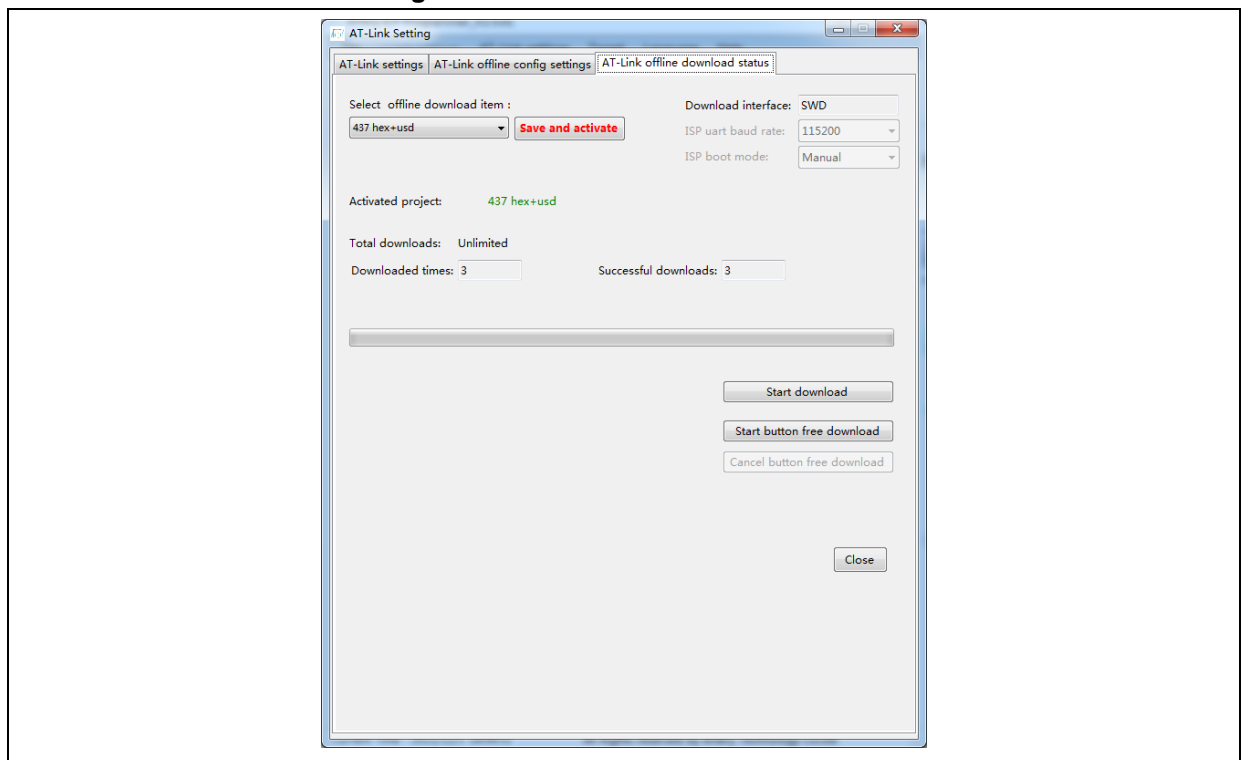 AT-Link Setting
AT-Link settings AT-Link offline config settings AT-Link offline download status
Select offline download item : Download interface: SWD
437 hex+usd Save and activate ISP uart baud rate: 115200
ISP boot mode: Manual
Activated project: 437 hex+usd
Total downloads: Unlimited
Downloaded times: 3 Successful downloads: 3
Start download
Start button free download
Cancel button free download
Close